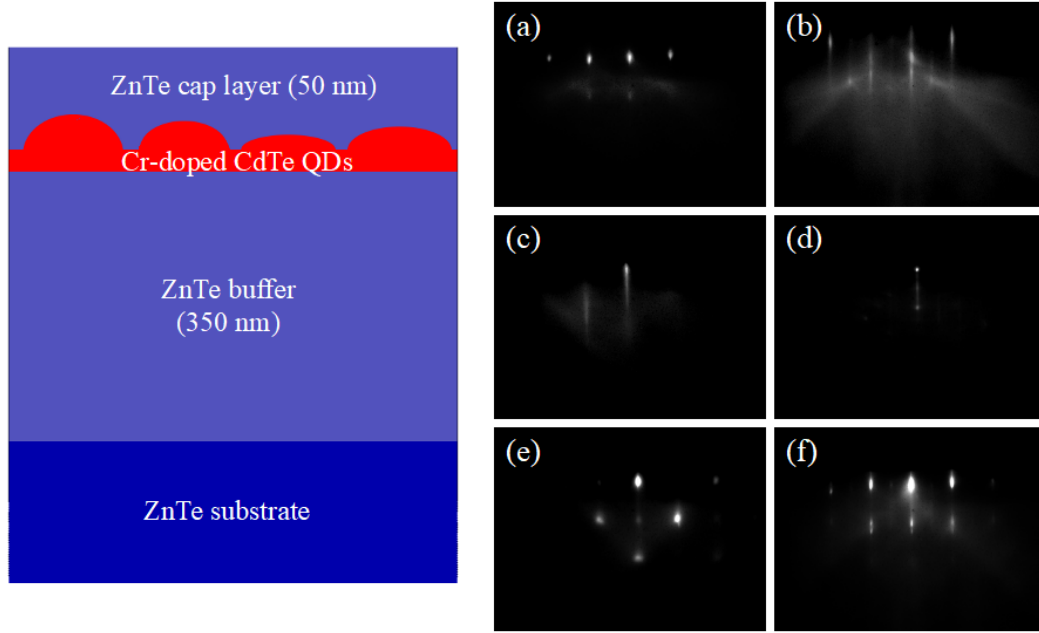 ZnTe cap layer (50 nm)
Cr-doped CdTe QDs
ZnTe buffer
(350 nm)
ZnTe substrate
(a)
(b)
(c)
(d)
(e)
(f)